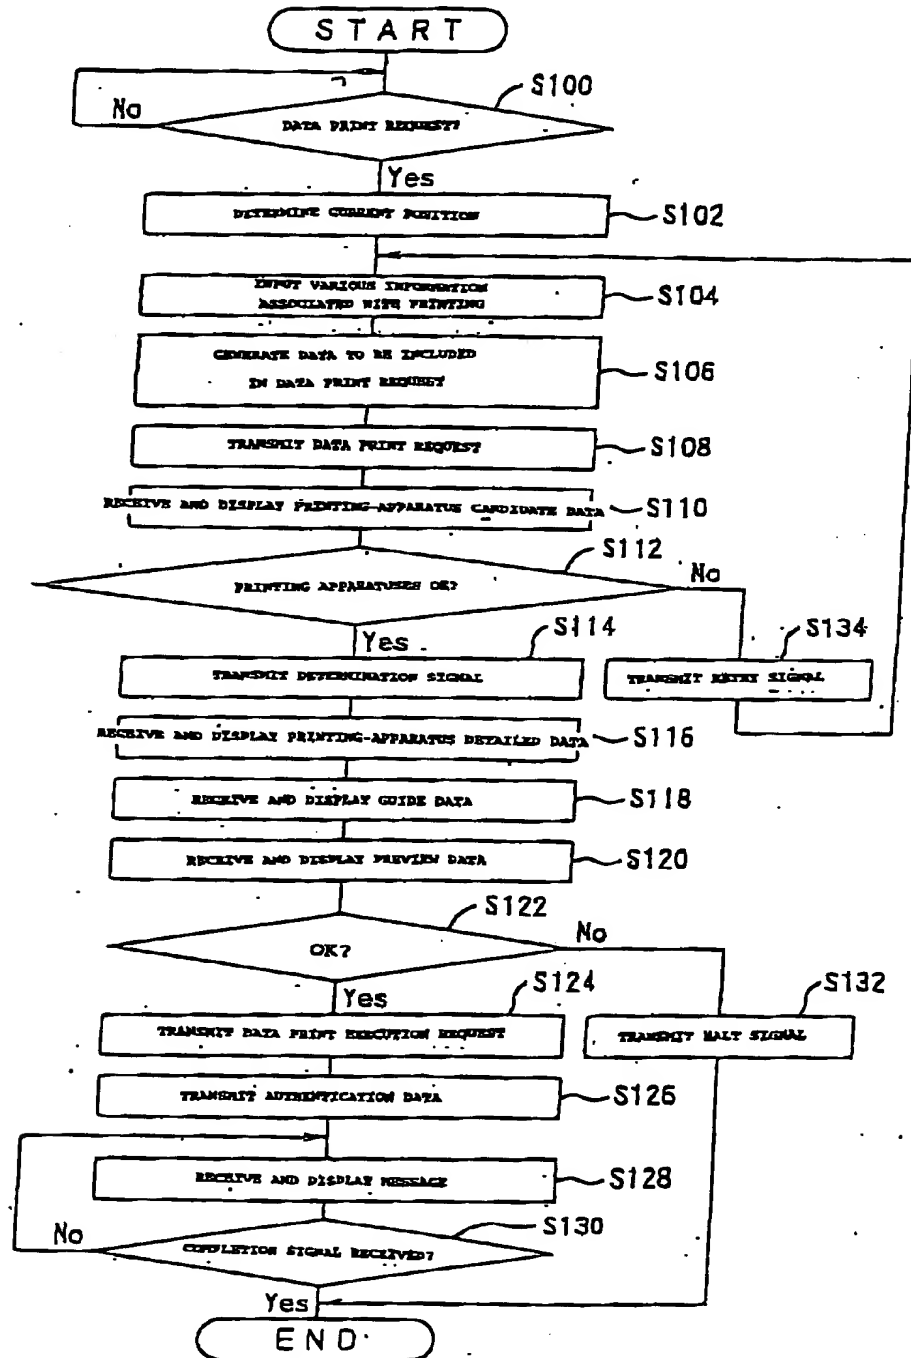 START
S100
No
DATA PRINT REQUEST?
Yes
DETERMINE CURRENT POSITION
S102
INPUT VARIOUS INFORMATION
ASSOCIATED WITH PRINTING
S104
GENERATE DATA TO BE INCLUDED
IN DATA PRINT REQUEST
S106
TRANSMIT DATA PRINT REQUEST
S108
RECEIVE AND DISPLAY PRINTING-APPARATUS CANDIDATE DATA
S110
S112
PRINTING APPARATUSES OK?
No
Yes
S114
S134
TRANSMIT DETERMINATION SIGNAL
TRANSMIT RETRY SIGNAL
RECEIVE AND DISPLAY PRINTING-APPARATUS DETAILED DATA
S116
RECEIVE AND DISPLAY GUIDE DATA
S118
RECEIVE AND DISPLAY PREVIEW DATA
S120
S122
OK?
No
Yes
S124
S132
TRANSMIT DATA PRINT EXECUTION REQUEST
TRANSMIT HALT SIGNAL
TRANSMIT AUTHENTICATION DATA
S126
RECEIVE AND DISPLAY MESSAGE
S128
S130
No
COMPLETION SIGNAL RECEIVED?
Yes
END